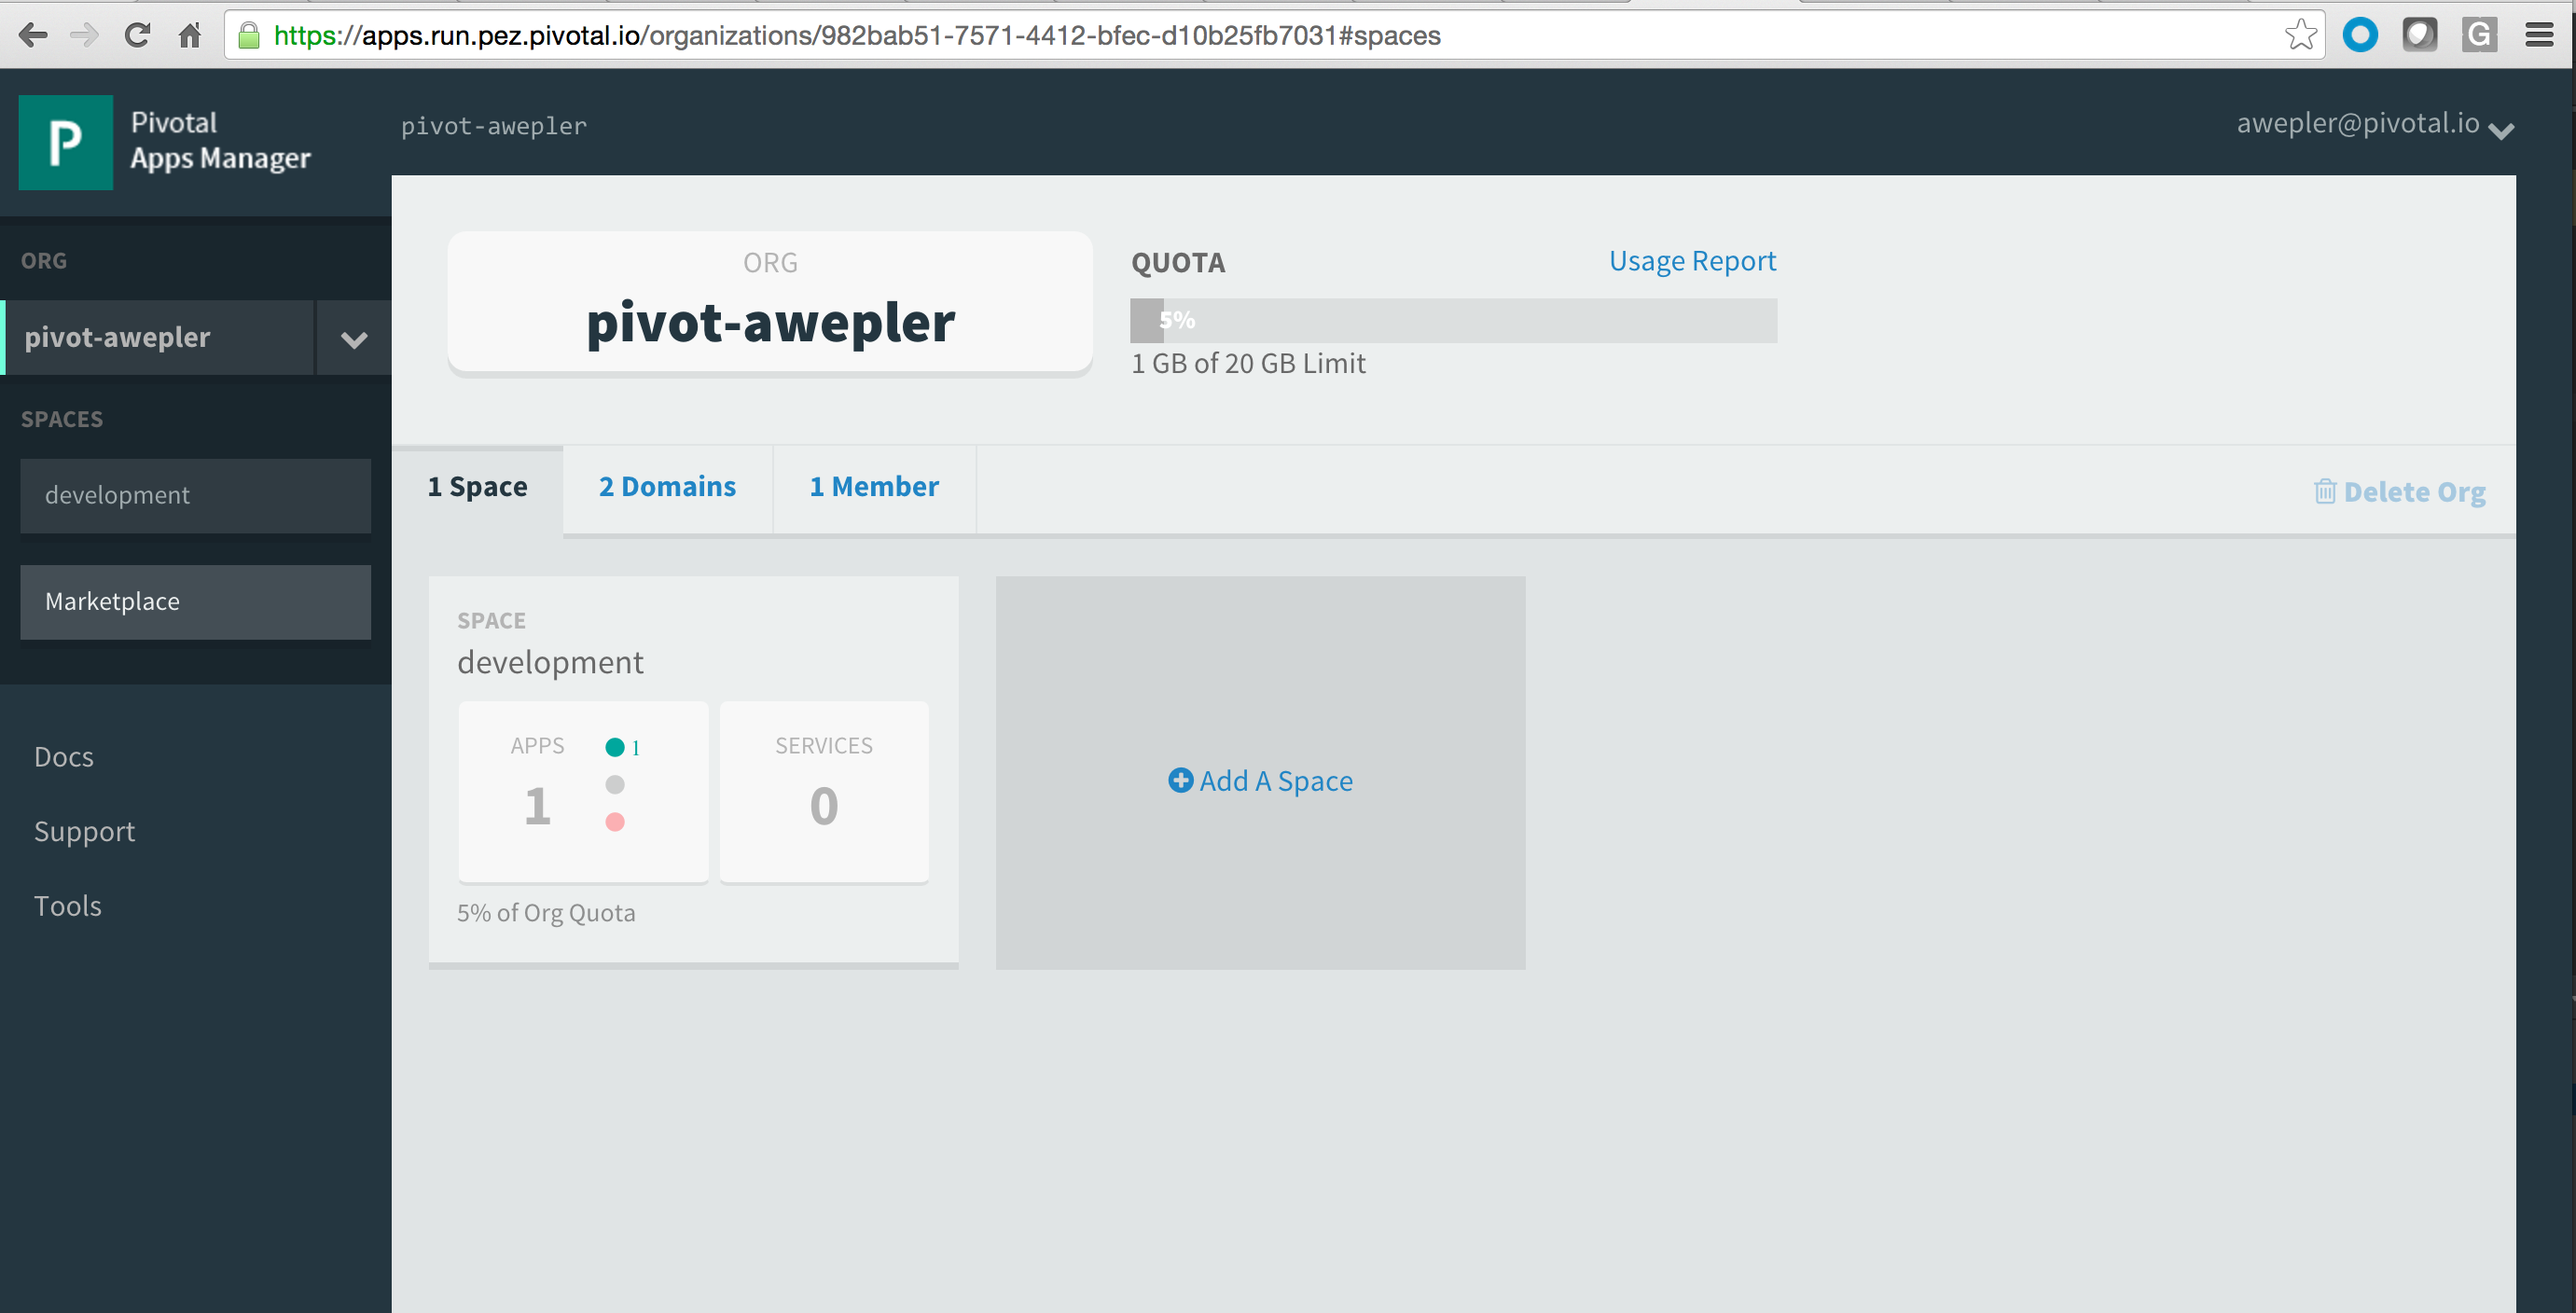 https://apps.run.pez.pivotal.io/organizations/982bab51-7571-4412-bfec-d10b25fb7031#spaces
G
P
Pivotal
Apps Manager
pivot-awepler
awepler@pivotal.io
ORG
pivot-awepler
SPACES
development
Marketplace
Docs
Support
Tools
ORG
pivot-awepler
QUOTA
Usage Report
5%
1 GB of 20 GB Limit
1 Space
2 Domains
1 Member
Delete Org
SPACE
development
APPS
1
1
SERVICES
0
5% of Org Quota
Add A Space